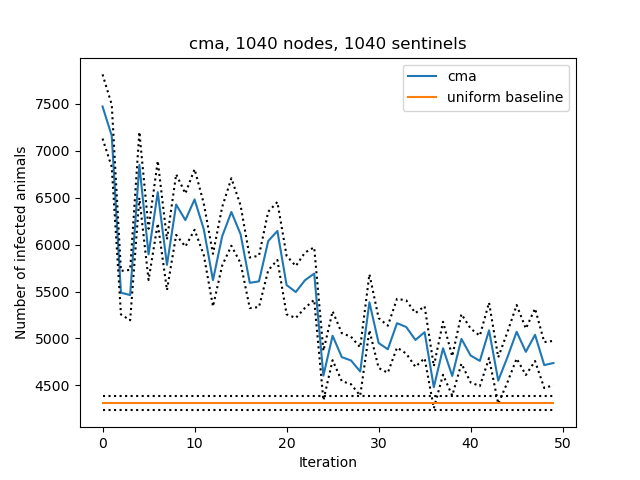 cma, 1040 nodes, 1040 sentinels
cma
uniform baseline
Number of infected animals
7500
7000
6500
6000
5500
5000
4500
0 10 20 30 40 50
Iteration